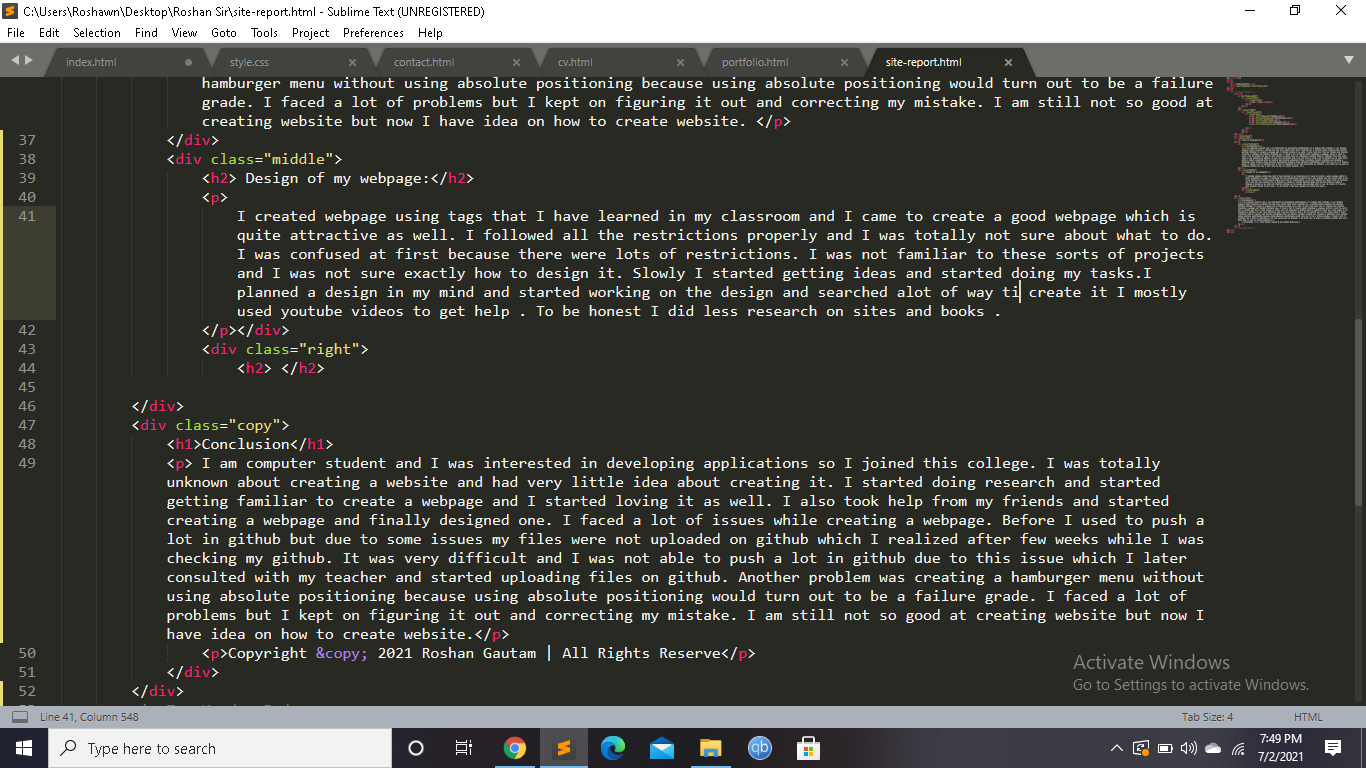 C:\Users\Roshawn\Desktop\Roshan Sir\site-report.html - Sublime Text (UNREGISTERED)
File Edit Selection Find View Goto Tools Project Preferences Help
index.html style.css contact.html cv.html portfolio.html site-report.html
hamburger menu without using absolute positioning because using absolute positioning would turn out to be a failure
grade. I faced a lot of problems but I kept on figuring it out and correcting my mistake. I am still not so good at
creating website but now I have idea on how to create website. </p>
37 </div>
38 <div class="middle">
39 <h2> Design of my webpage:</h2>
40 <p>
41 I created webpage using tags that I have learned in my classroom and I came to create a good webpage which is
quite attractive as well. I followed all the restrictions properly and I was totally not sure about what to do.
I was confused at first because there were lots of restrictions. I was not familiar to these sorts of projects
and I was not sure exactly how to design it. Slowly I started getting ideas and started doing my tasks.I
planned a design in my mind and started working on the design and searched alot of way ti create it I mostly
used youtube videos to get help . To be honest I did less research on sites and books .
42 </p></div>
43 <div class="right">
44 <h2> </h2>
45
46 </div>
47 <div class="copy">
48 <h1>Conclusion</h1>
49 <p> I am computer student and I was interested in developing applications so I joined this college. I was totally
unknown about creating a website and had very little idea about creating it. I started doing research and started
getting familiar to create a webpage and I started loving it as well. I also took help from my friends and started
creating a webpage and finally designed one. I faced a lot of issues while creating a webpage. Before I used to push a
lot in github but due to some issues my files were not uploaded on github which I realized after few weeks while I was
checking my github. It was very difficult and I was not able to push a lot in github due to this issue which I later
consulted with my teacher and started uploading files on github. Another problem was creating a hamburger menu without
using absolute positioning because using absolute positioning would turn out to be a failure grade. I faced a lot of
problems but I kept on figuring it out and correcting my mistake. I am still not so good at creating website but now I
have idea on how to create website.</p>
50 <p>Copyright &copy; 2021 Roshan Gautam | All Rights Reserve</p>
51 </div>
52 </div>
Activate Windows
Go to Settings to activate Windows.
Line 41, Column 548 Tab Size: 4 HTML
Type here to search
qb
7:49 PM
7/2/2021